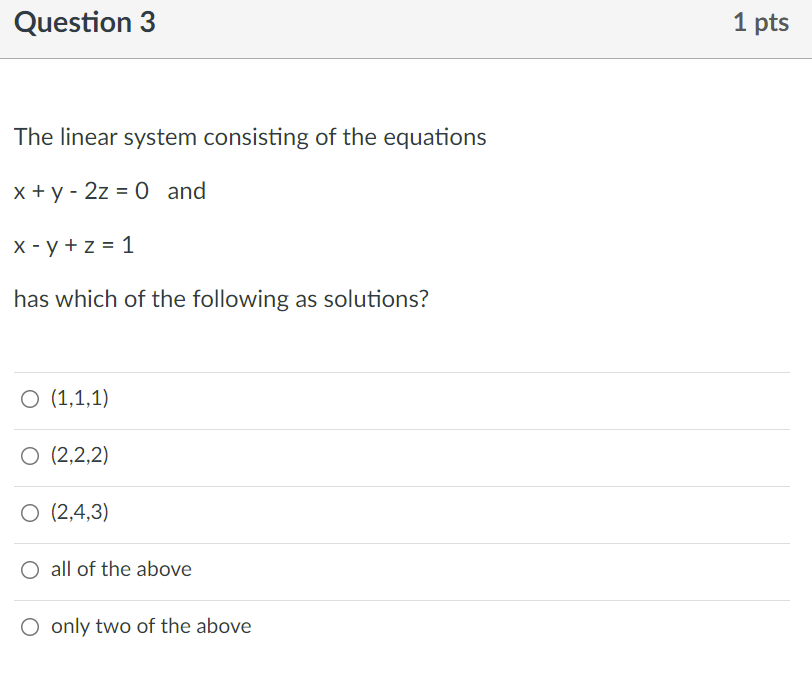 Question 3
1 pts
The linear system consisting of the equations
x + y - 2z = 0 and
x - y + z = 1
has which of the following as solutions?
(1,1,1)
(2,2,2)
(2,4,3)
all of the above
only two of the above